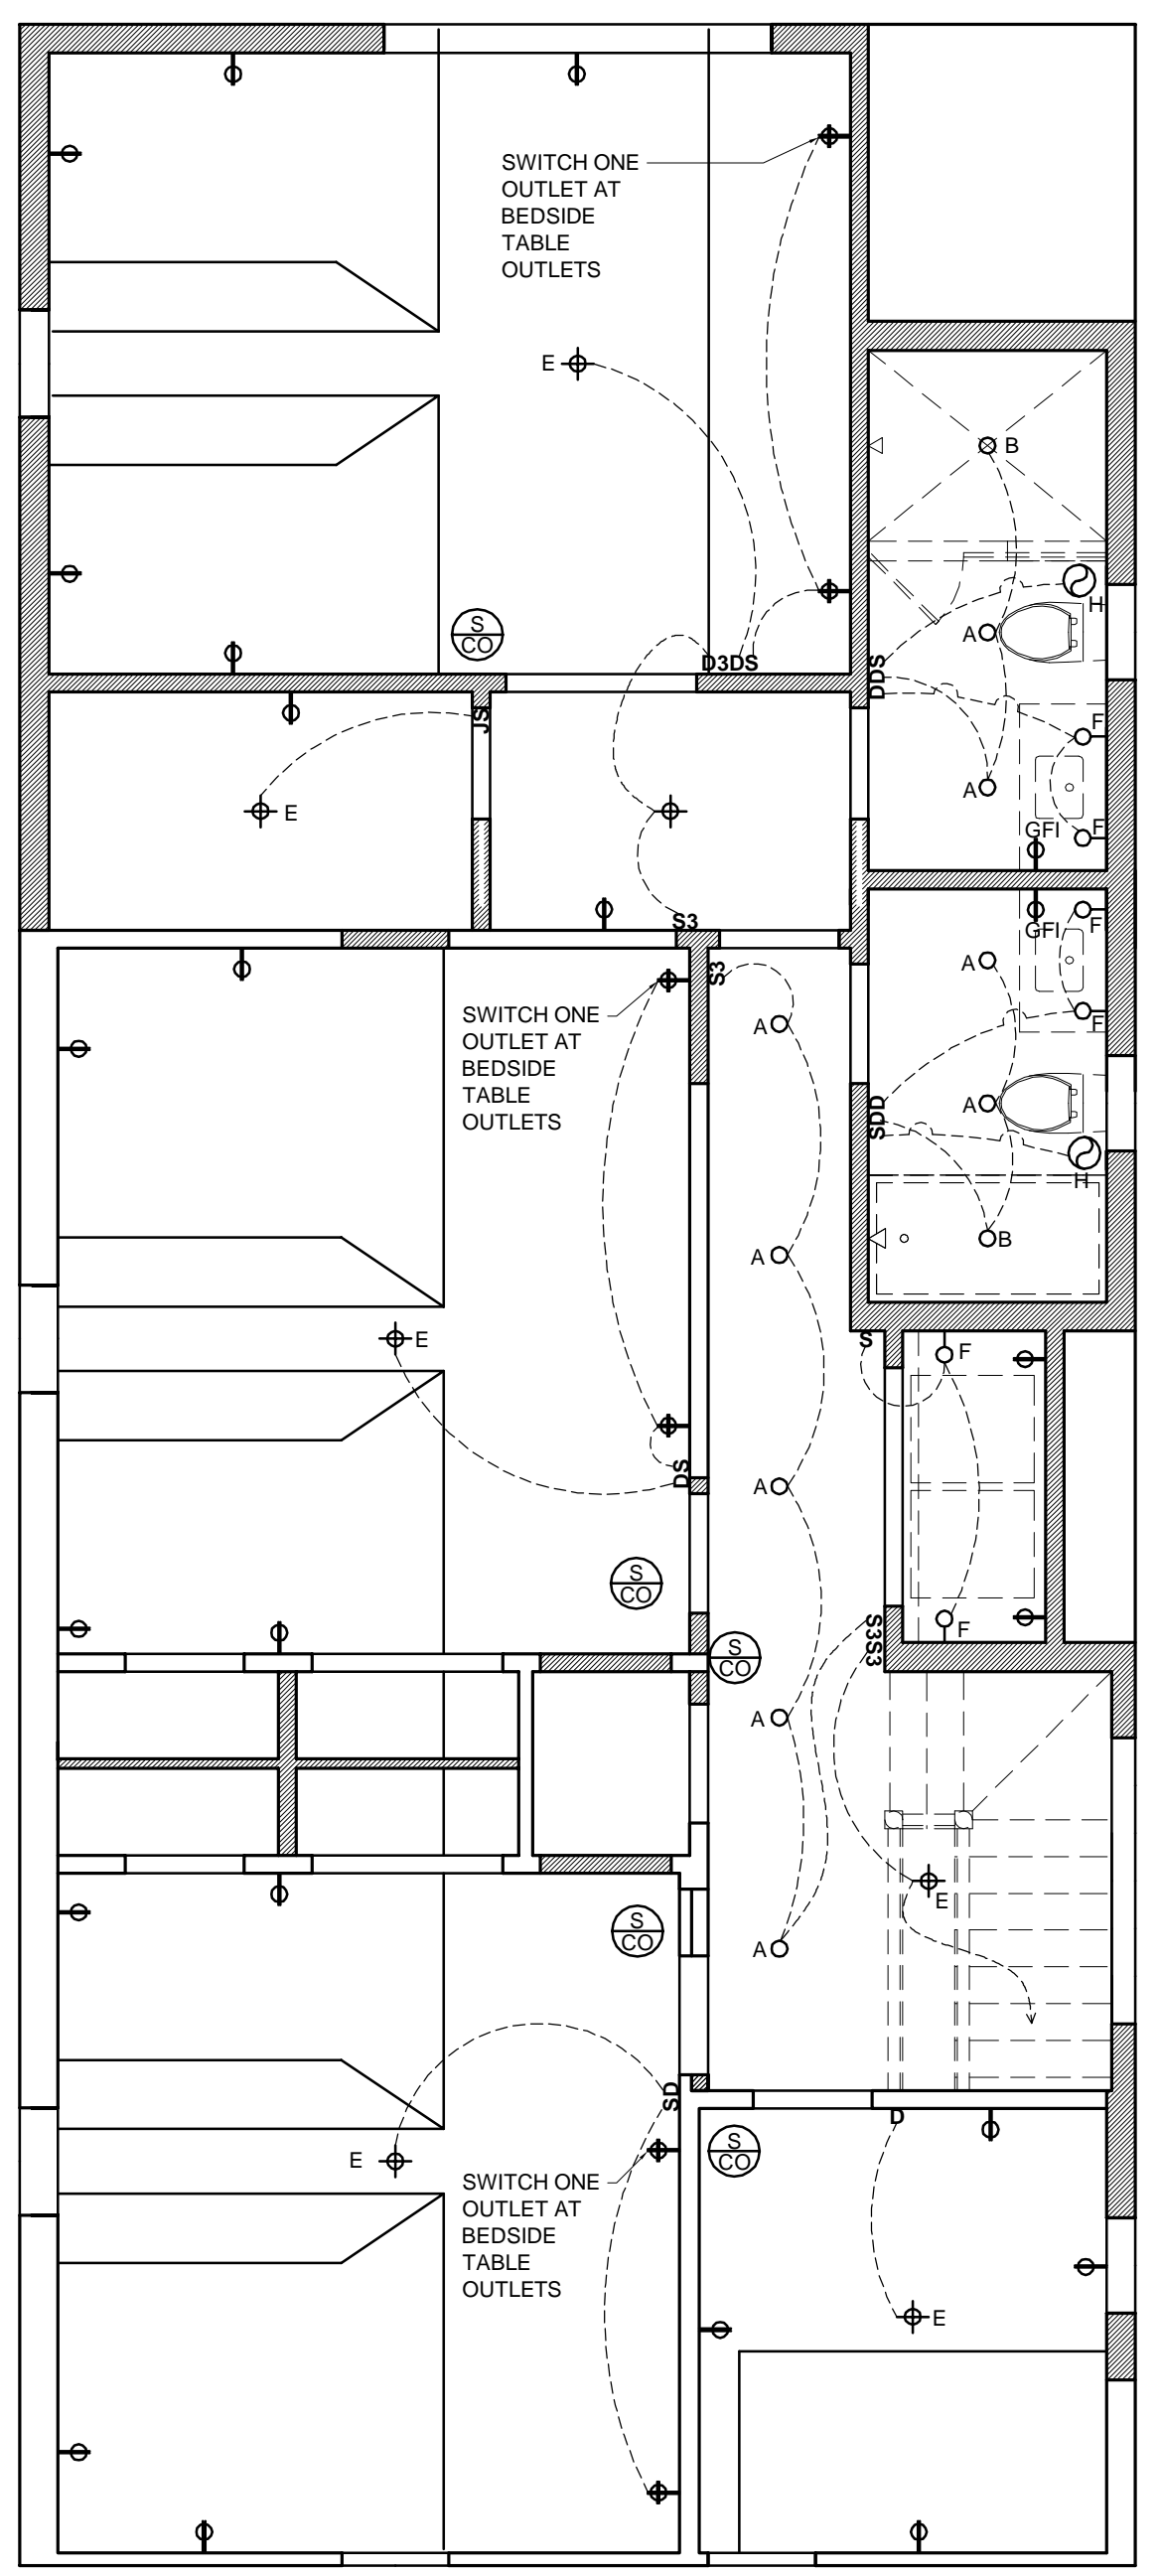 SWITCH ONE
OUTLET AT
BEDSIDE
TABLE
OUTLETS
E
B
H
A
S
CO
D3DS
DDS
F
JS
A
E
F
GFI
S3
F
GFI
A
S3
SWITCH ONE
OUTLET AT
BEDSIDE
TABLE
OUTLETS
A
F
A
SDD
H
B
A
S
E
F
DS
A
S
CO
S3S3
F
S
CO
A
E
S
CO
A
SD
D
S
CO
E
SWITCH ONE
OUTLET AT
BEDSIDE
TABLE
OUTLETS
E